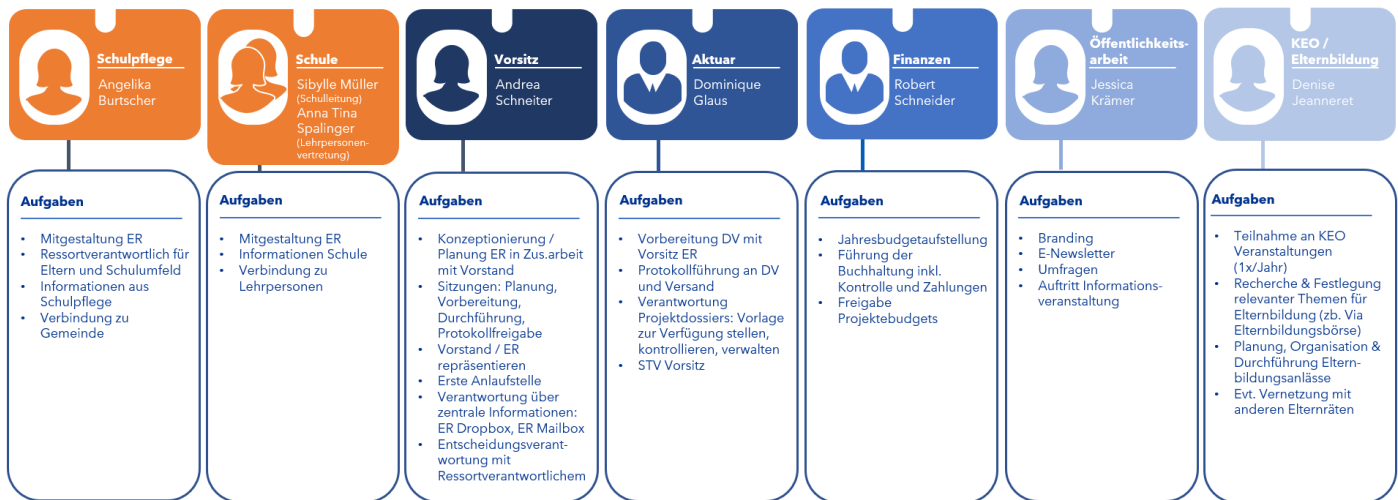 Schulpflege
Angelika
Burtscher
Schule
Sibylle Müller
(Schulleitung)
Anna Tina
Spalinger
(Lehrpersonen-
vertretung)
Vorsitz
Andrea
Schneiter
Aktuar
Dominique
Glaus
Finanzen
Robert
Schneider
Öffentlichkeits-
arbeit
Jessica
Krämer
KEO /
Elternbildung
Denise
Jeanneret
Aufgaben
• Mitgestaltung ER
• Ressortverantwortlich für
Eltern und Schulumfeld
• Informationen aus
Schulpflege
• Verbindung zu
Gemeinde
Aufgaben
• Mitgestaltung ER
• Informationen Schule
• Verbindung zu
Lehrpersonen
Aufgaben
• Konzeptionierung /
Planung ER in Zus.arbeit
mit Vorstand
• Sitzungen: Planung,
Vorbereitung,
Durchführung,
Protokollfreigabe
• Vorstand / ER
repräsentieren
• Erste Anlaufstelle
• Verantwortung über
zentrale Informationen:
ER Dropbox, ER Mailbox
• Entscheidungsverant-
wortung mit
Ressortverantwortlichem
Aufgaben
• Vorbereitung DV mit
Vorsitz ER
• Protokollführung an DV
und Versand
• Verantwortung
Projektdossiers: Vorlage
zur Verfügung stellen,
kontrollieren, verwalten
• STV Vorsitz
Aufgaben
• Jahresbudgetaufstellung
• Führung der
Buchhaltung inkl.
Kontrolle und Zahlungen
• Freigabe
Projektebudgets
Aufgaben
• Branding
• E-Newsletter
• Umfragen
• Auftritt Informations-
veranstaltung
Aufgaben
• Teilnahme an KEO
Veranstaltungen
(1x/Jahr)
• Recherche & Festlegung
relevanter Themen für
Elternbildung (zb. Via
Elternbildungsbörse)
• Planung, Organisation &
Durchführung Eltern-
bildungsanlässe
• Evt. Vernetzung mit
anderen Elternräten